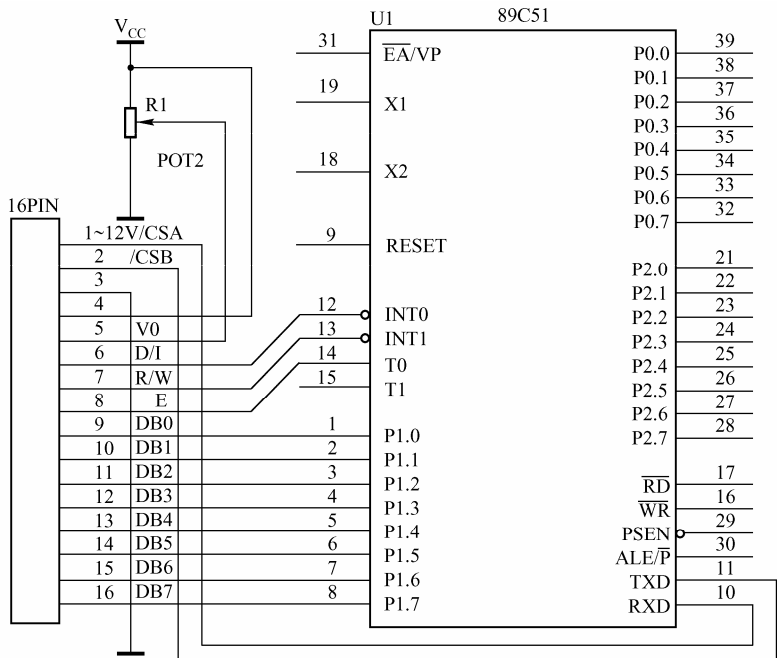 U1 89C51
V_CC
R1
POT2
16PIN
1~12V/CSA
2 /CSB
3
4
5 V0
6 D/I
7 R/W
8 E
9 DB0
10 DB1
11 DB2
12 DB3
13 DB4
14 DB5
15 DB6
16 DB7
31 EA/VP
19 X1
18 X2
9 RESET
12 INT0
13 INT1
14 T0
15 T1
1 P1.0
2 P1.1
3 P1.2
4 P1.3
5 P1.4
6 P1.5
7 P1.6
8 P1.7
P0.0 39
P0.1 38
P0.2 37
P0.3 36
P0.4 35
P0.5 34
P0.6 33
P0.7 32
P2.0 21
P2.1 22
P2.2 23
P2.3 24
P2.4 25
P2.5 26
P2.6 27
P2.7 28
RD 17
WR 16
PSEN 29
ALE/P 30
TXD 11
RXD 10